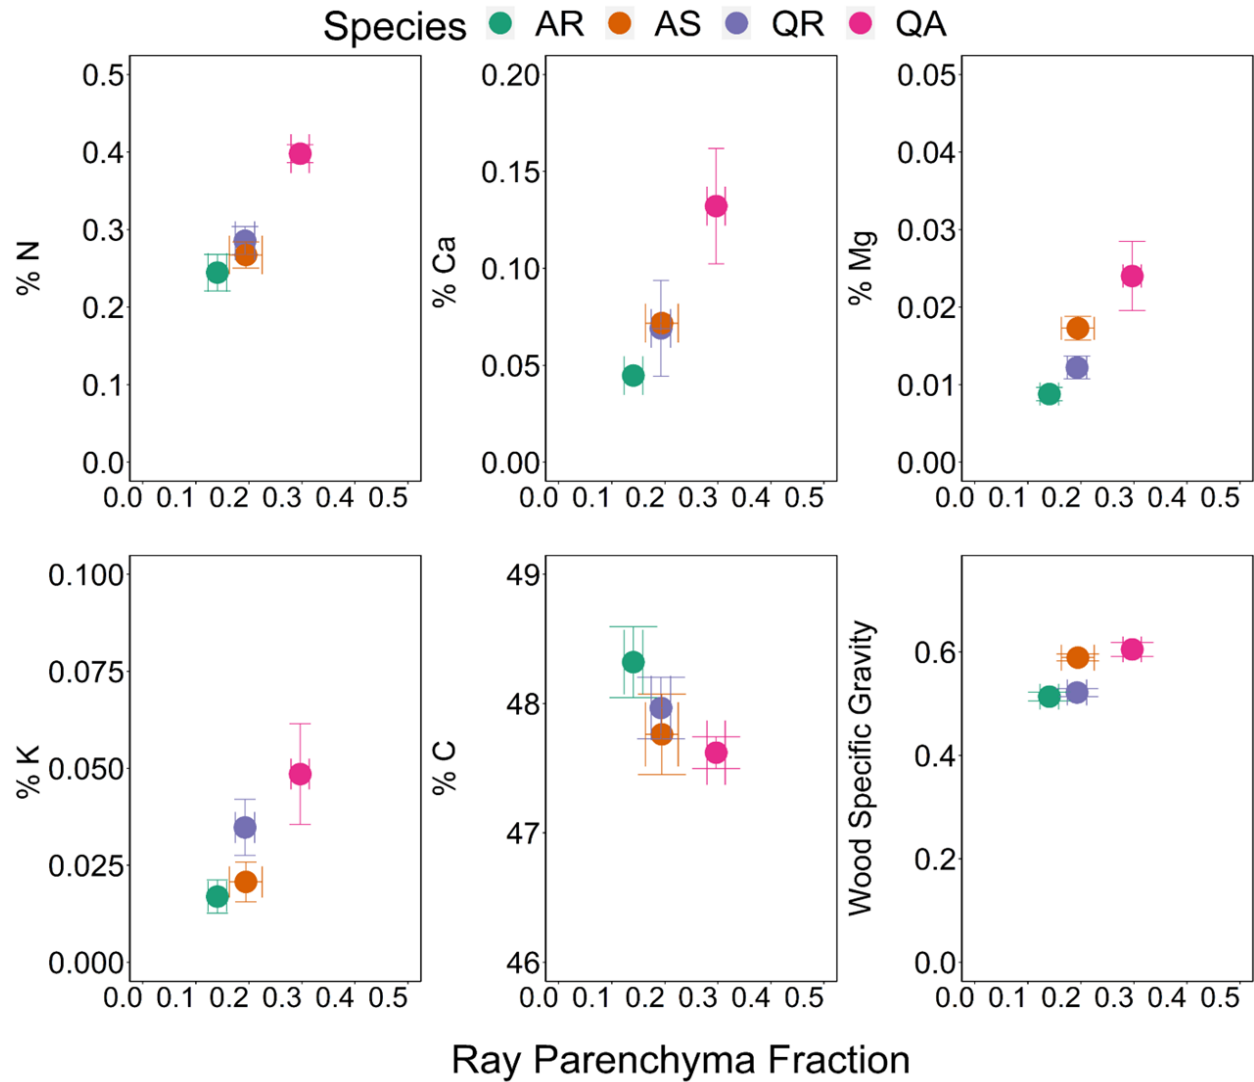 Species AR AS QR QA
% N
0.5
0.4
0.3
0.2
0.1
0.0
0.0 0.1 0.2 0.3 0.4 0.5
% Ca
0.20
0.15
0.10
0.05
0.00
0.0 0.1 0.2 0.3 0.4 0.5
% Mg
0.05
0.04
0.03
0.02
0.01
0.00
0.0 0.1 0.2 0.3 0.4 0.5
% K
0.100
0.075
0.050
0.025
0.000
0.0 0.1 0.2 0.3 0.4 0.5
% C
49
48
47
46
0.0 0.1 0.2 0.3 0.4 0.5
Wood Specific Gravity
0.6
0.4
0.2
0.0
0.0 0.1 0.2 0.3 0.4 0.5
Ray Parenchyma Fraction